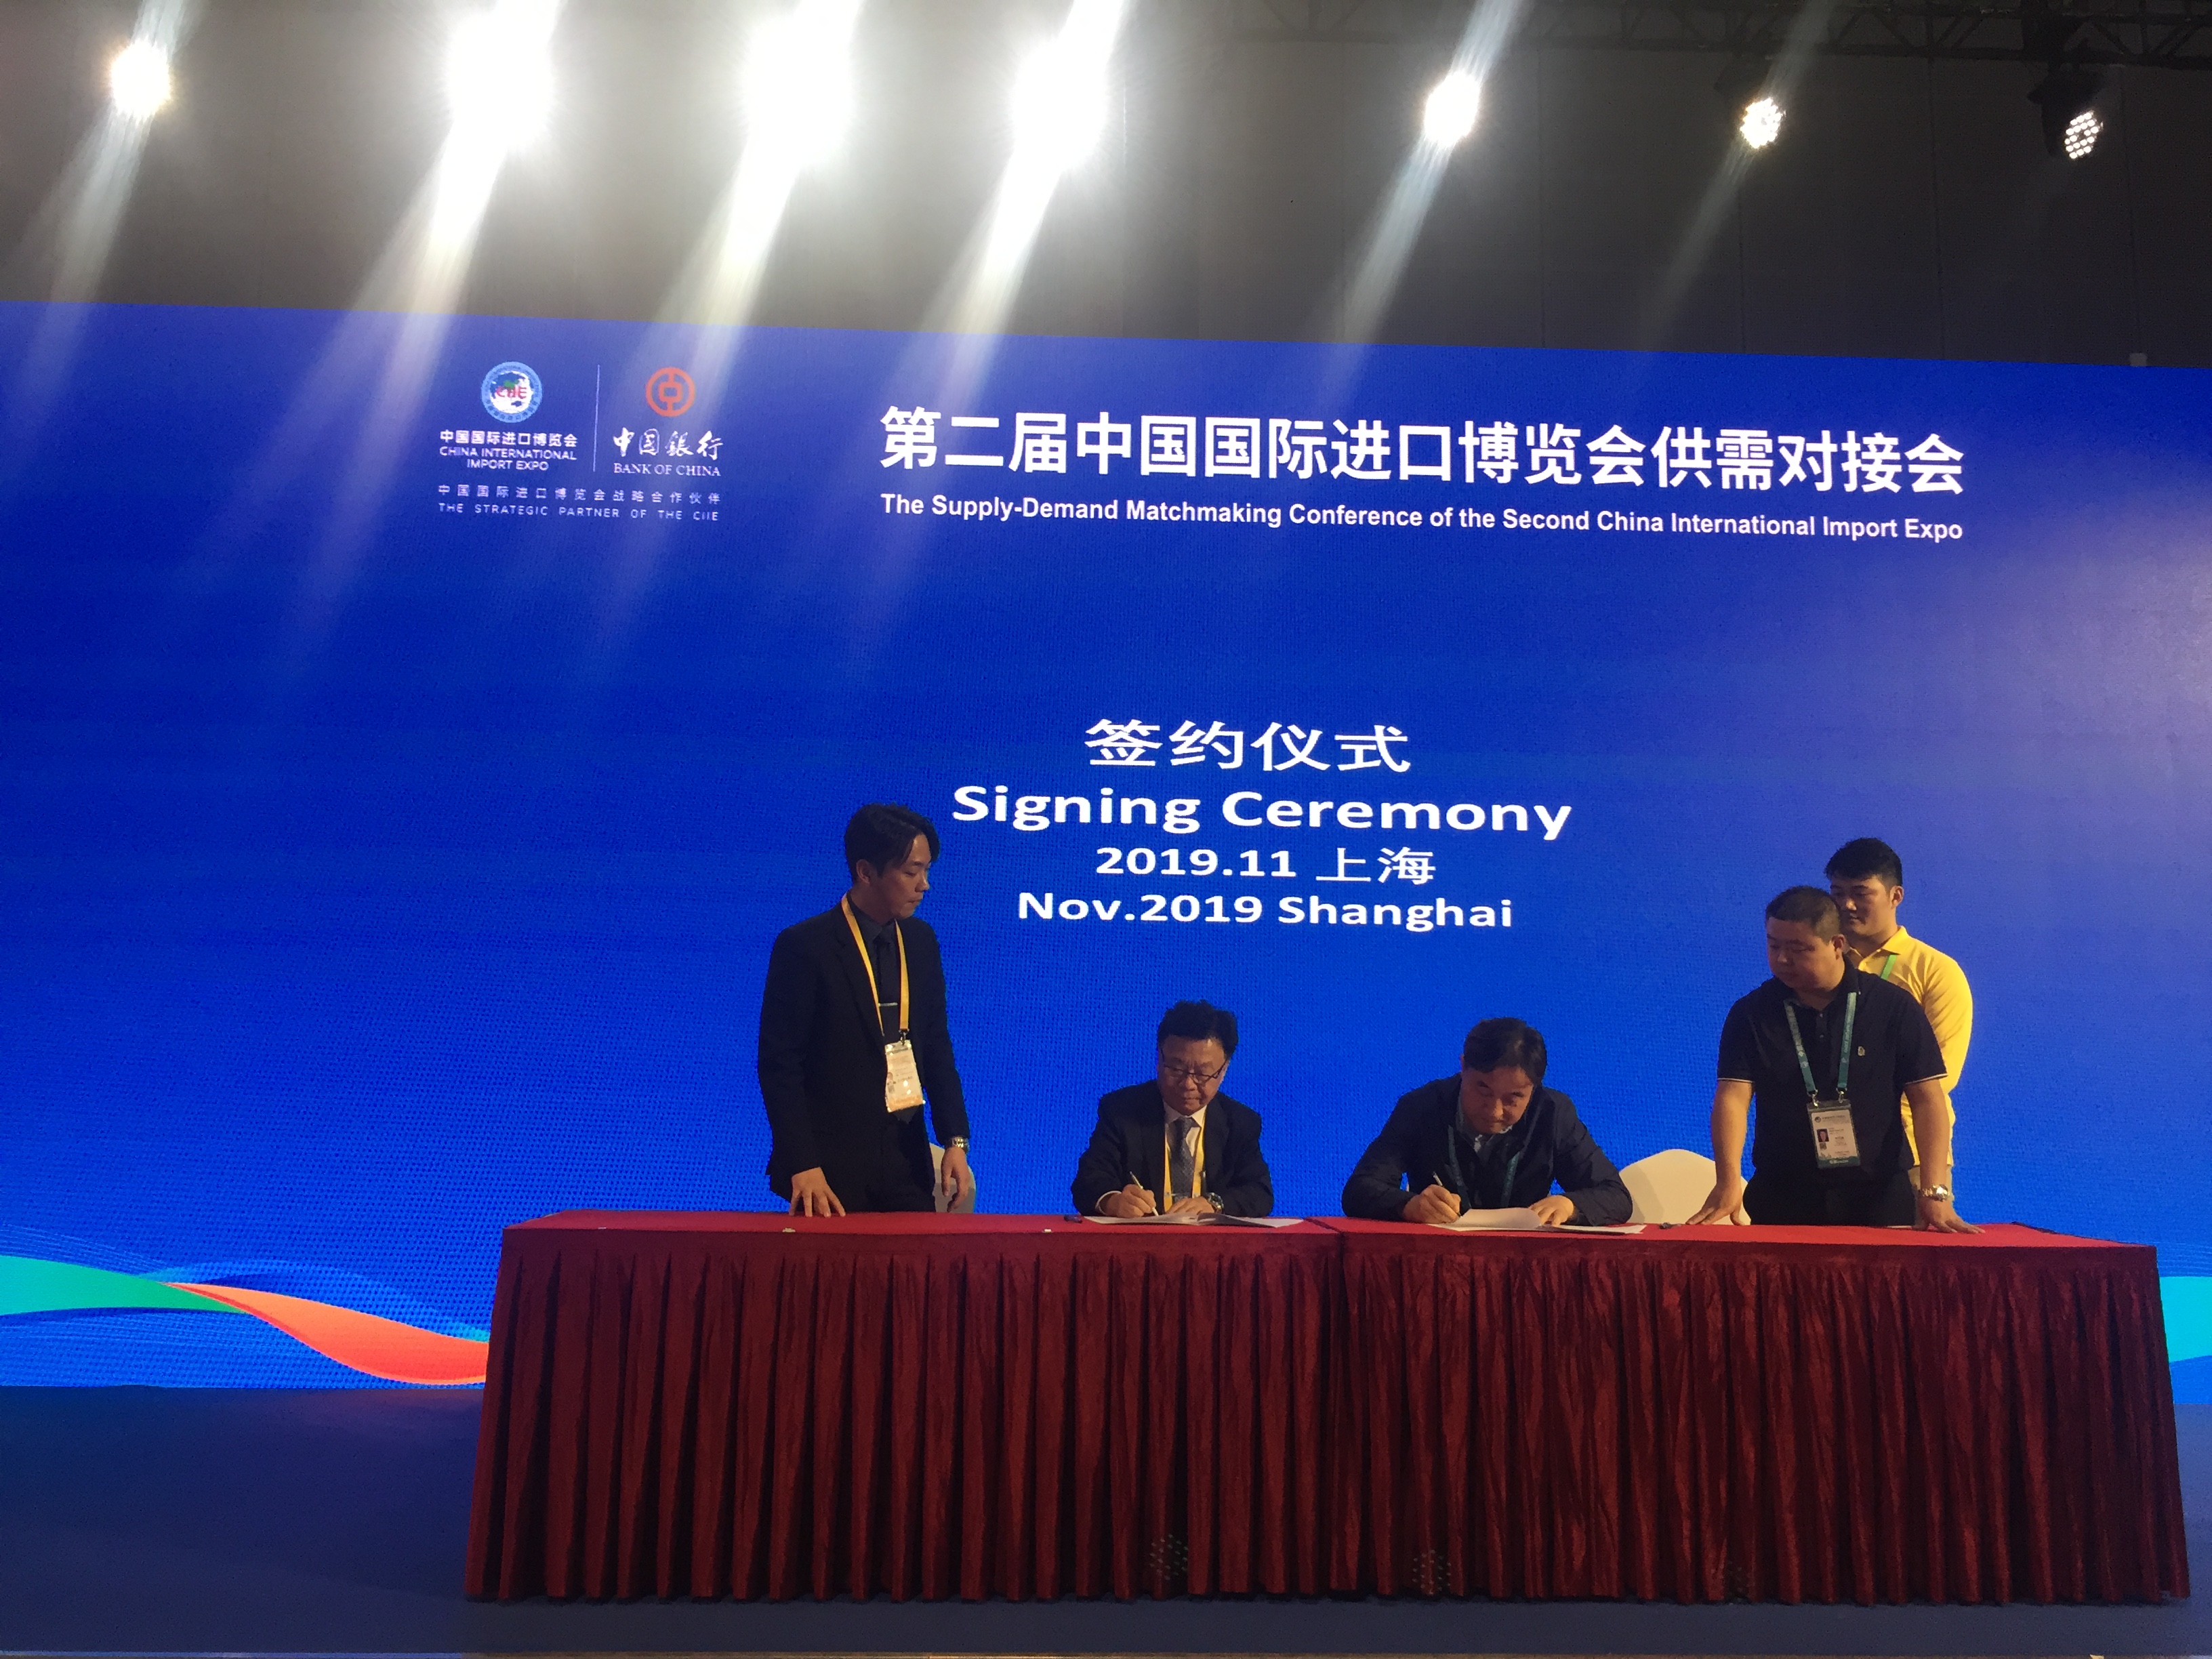 CIIE
中国国际进口博览会
CHINA INTERNATIONAL
IMPORT EXPO
中国銀行
BANK OF CHINA
中国国际进口博览会战略合作伙伴
THE STRATEGIC PARTNER OF THE CIIE
第二届中国国际进口博览会供需对接会
The Supply-Demand Matchmaking Conference of the Second China International Import Expo
签约仪式
Signing Ceremony
2019.11 上海
Nov.2019 Shanghai